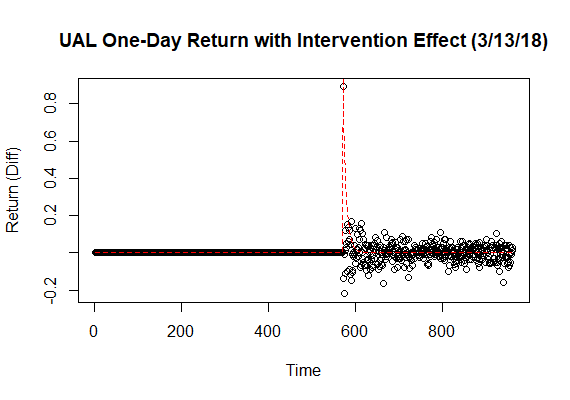 UAL One-Day Return with Intervention Effect (3/13/18)
Return (Diff)
0.8
0.6
0.4
0.2
0
-0.2
0 200 400 600 800
Time